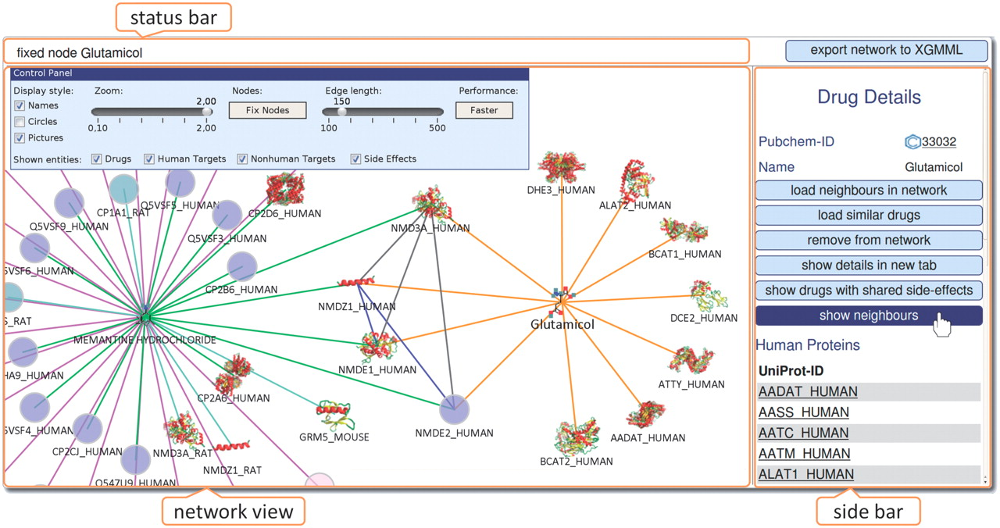 status bar
fixed node Glutamicol
export network to XGMML
Control Panel
Display style:
Names
Circles
Pictures
Zoom:
2,00
0,10 2,00
Nodes:
Fix Nodes
Edge length:
150
100 500
Performance:
Faster
Shown entities: Drugs Human Targets Nonhuman Targets Side Effects
DHE3_HUMAN
ALAT2_HUMAN
CP1A1_RAT
Q5VSF5_HUMAN
CP2D6_HUMAN
Q5VSF9_HUMAN
Q5VSF3_HUMAN
NMD3A_HUMAN
BCAT1_HUMAN
5VSF6_HUMAN
CP2B6_HUMAN
NMDZ1_HUMAN
DCE2_HUMAN
S_RAT
Glutamicol
MEMANTINE HYDROCHLORIDE
HA9_HUMAN
NMDE1_HUMAN
ATTY_HUMAN
CP2A6_HUMAN
5VSF4_HUMAN
GRM5_MOUSE
NMDE2_HUMAN
AADAT_HUMAN
CP2CJ_HUMAN
NMD3A_RAT
BCAT2_HUMAN
NMDZ1_RAT
Q547U9_HUMAN
Drug Details
Pubchem-ID 33032
Name Glutamicol
load neighbours in network
load similar drugs
remove from network
show details in new tab
show drugs with shared side-effects
show neighbours
Human Proteins
UniProt-ID
AADAT_HUMAN
AASS_HUMAN
AATC_HUMAN
AATM_HUMAN
ALAT1_HUMAN
network view
side bar